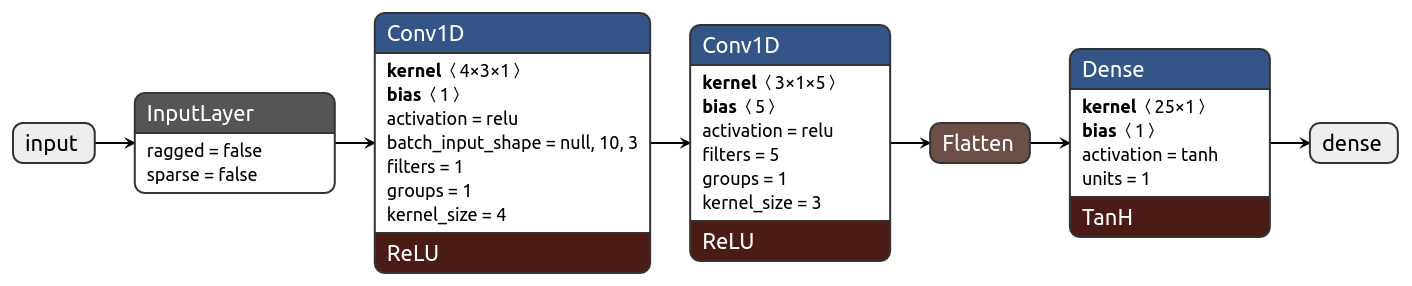 input
InputLayer
ragged = false
sparse = false
Conv1D
kernel〈4×3×1〉
bias〈1〉
activation = relu
batch_input_shape = null, 10, 3
filters = 1
groups = 1
kernel_size = 4
ReLU
Conv1D
kernel〈3×1×5〉
bias〈5〉
activation = relu
filters = 5
groups = 1
kernel_size = 3
ReLU
Flatten
Dense
kernel〈25×1〉
bias〈1〉
activation = tanh
units = 1
TanH
dense